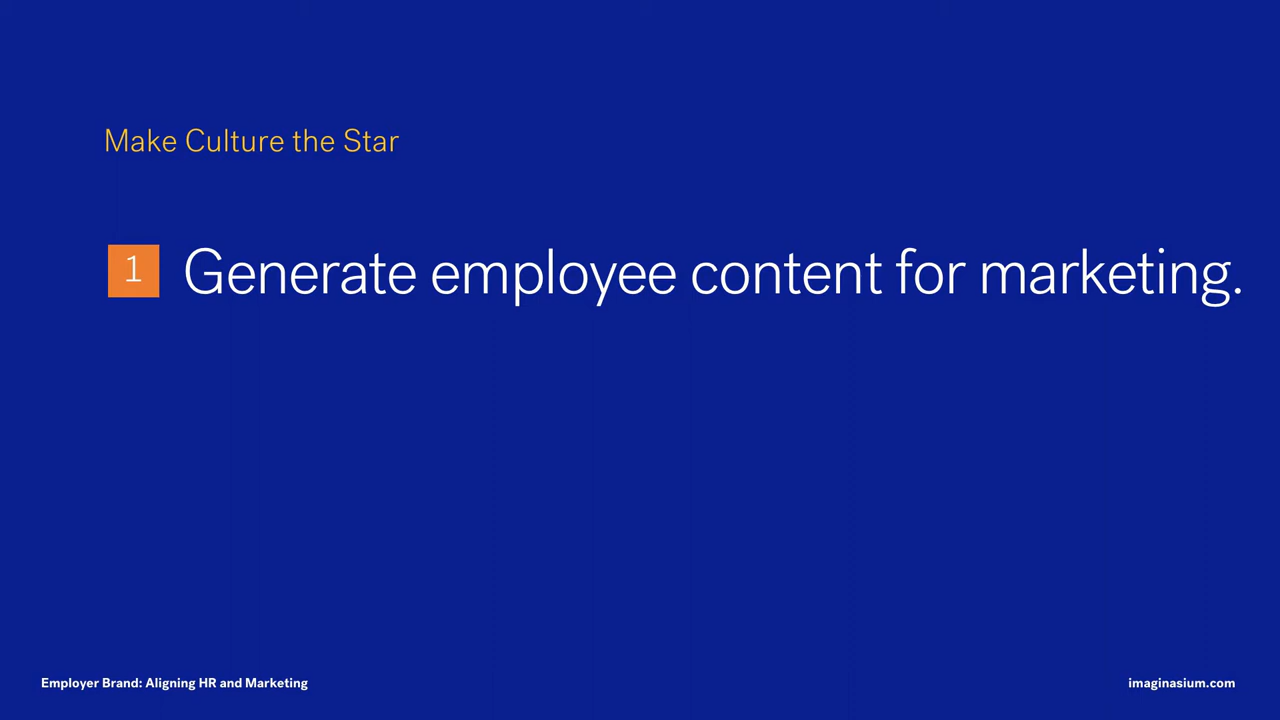 Make Culture the Star
1 Generate employee content for marketing.
Employer Brand: Aligning HR and Marketing
imaginasium.com